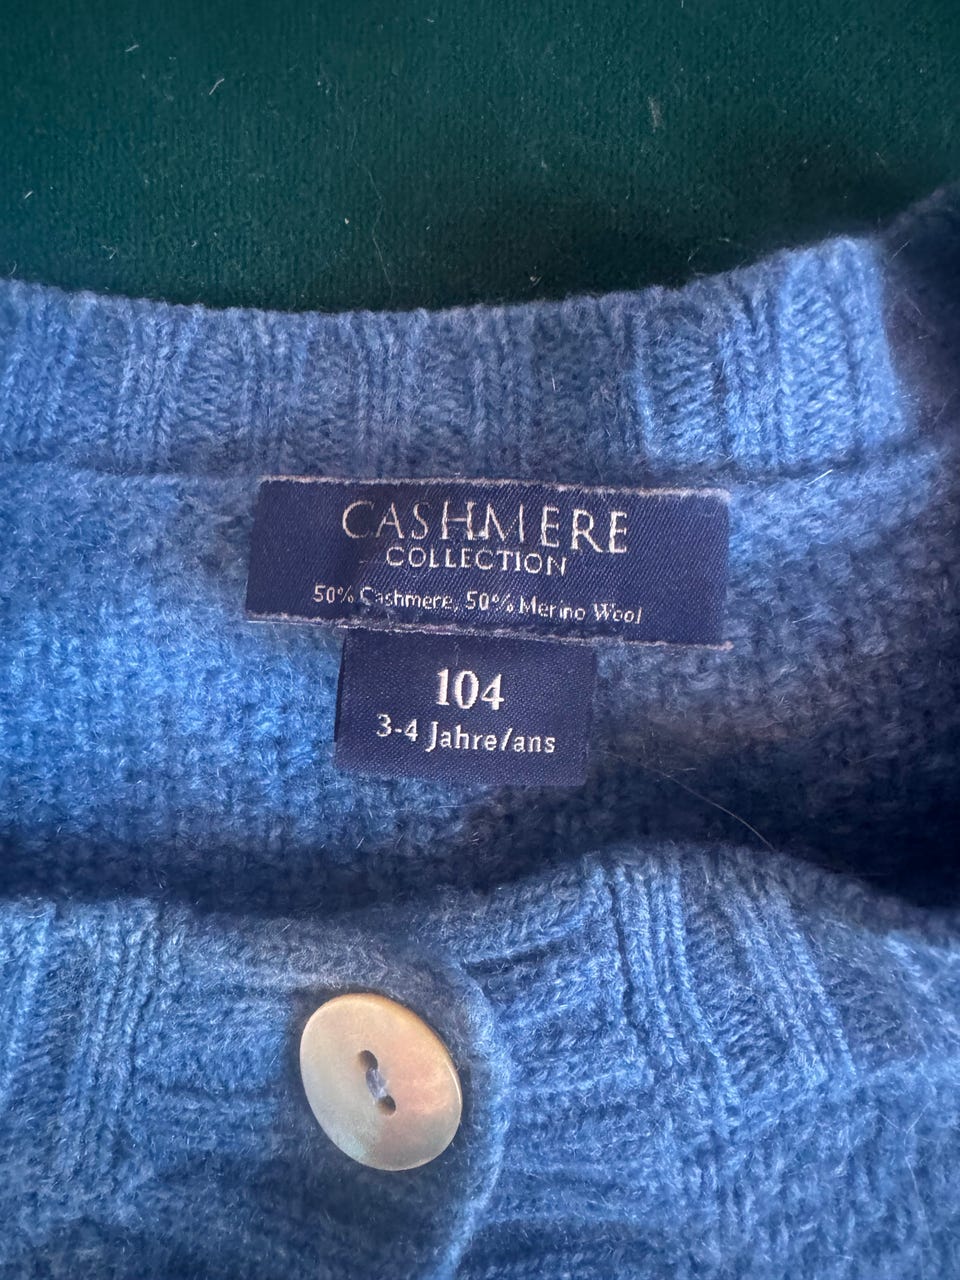 CASHMERE
COLLECTION
50% Cashmere, 50% Merino Wool
104
3-4 Jahre/ans